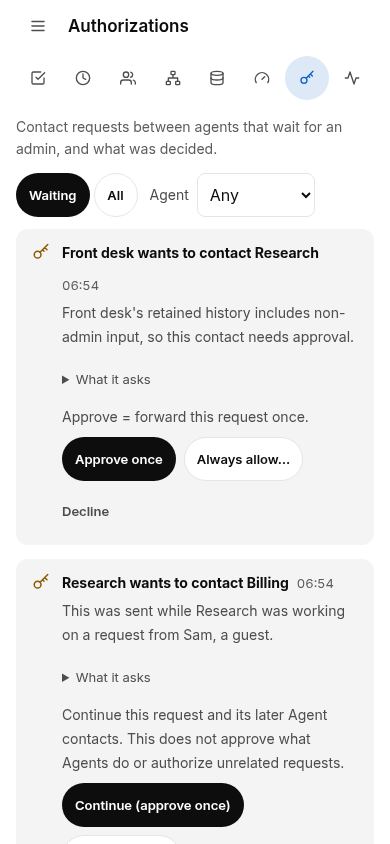 Authorizations
Contact requests between agents that wait for an
admin, and what was decided.
Waiting All Agent Any
Front desk wants to contact Research
06:54
Front desk's retained history includes non-
admin input, so this contact needs approval.
What it asks
Approve = forward this request once.
Approve once Always allow...
Decline
Research wants to contact Billing 06:54
This was sent while Research was working
on a request from Sam, a guest.
What it asks
Continue this request and its later Agent
contacts. This does not approve what
Agents do or authorize unrelated requests.
Continue (approve once)